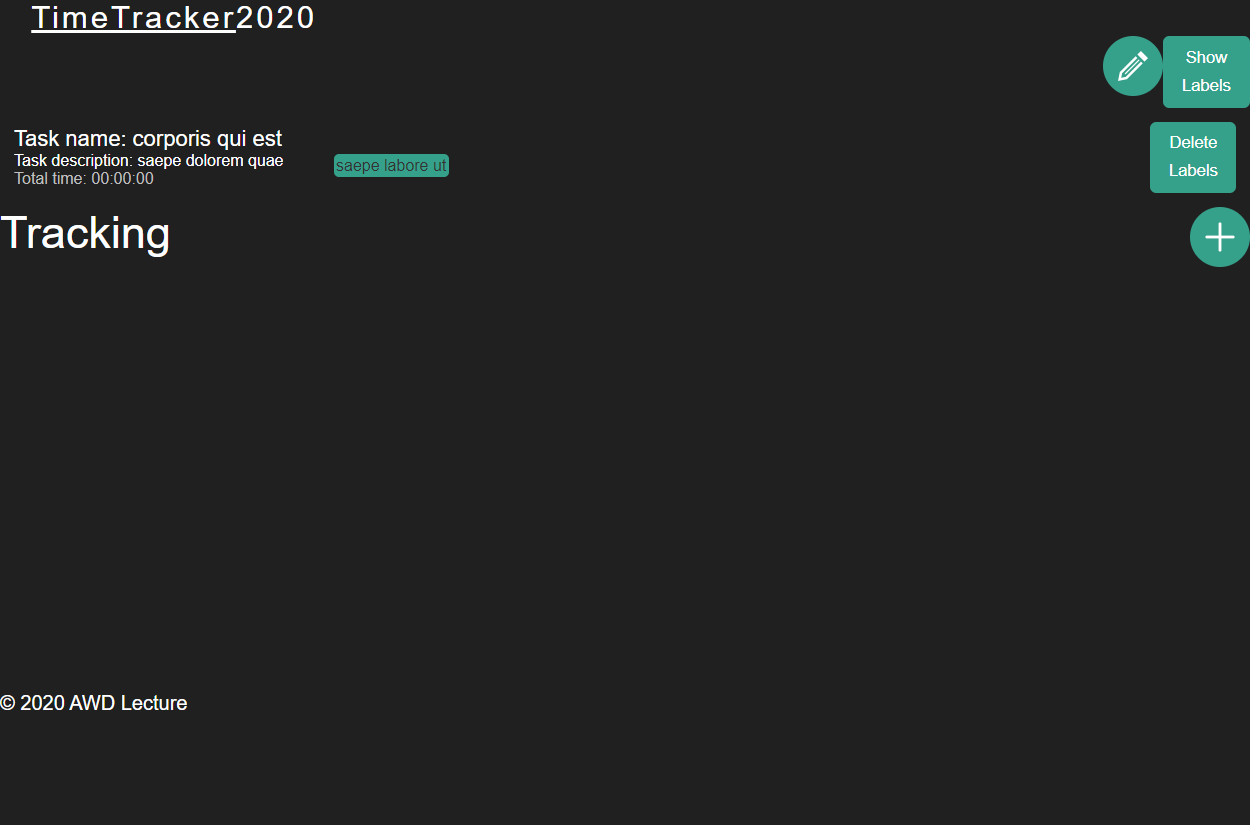 TimeTracker2020
Show
Labels
Task name: corporis qui est
Task description: saepe dolorem quae
Total time: 00:00:00
saepe labore ut
Delete
Labels
Tracking
© 2020 AWD Lecture